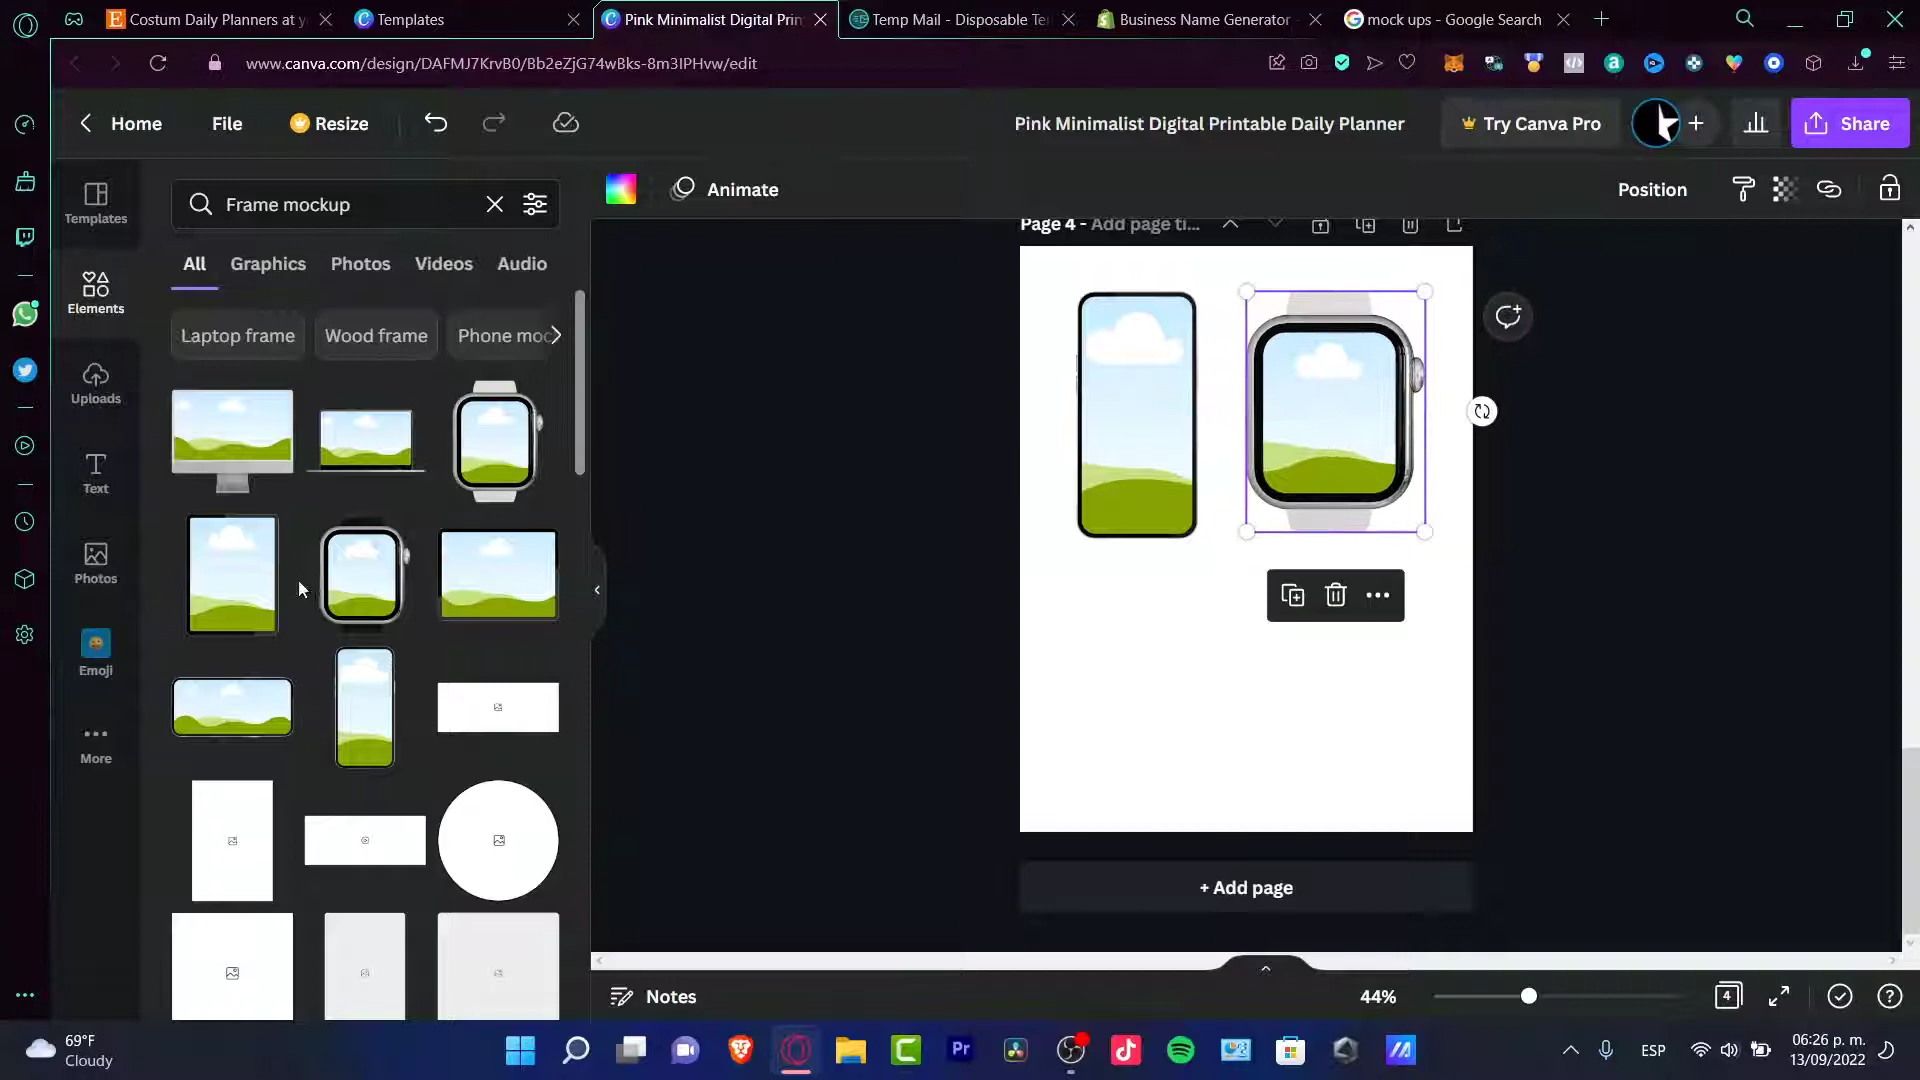 Costum Daily Planners at y
Templates
Pink Minimalist Digital Prin
Temp Mail - Disposable Te
Business Name Generator
mock ups - Google Search
www.canva.com/design/DAFMJ7KrvB0/Bb2eZjG74wBks-8m3IPHvw/edit
Home
File
Resize
Pink Minimalist Digital Printable Daily Planner
Try Canva Pro
Share
Templates
Elements
Uploads
Text
Photos
Emoji
More
Frame mockup
All
Graphics
Photos
Videos
Audio
Laptop frame
Wood frame
Phone moc
Animate
Position
Page 4 - Add page ti...
+ Add page
Notes
44%
4
69°F
Cloudy
Pr
ESP
06:26 p. m.
13/09/2022